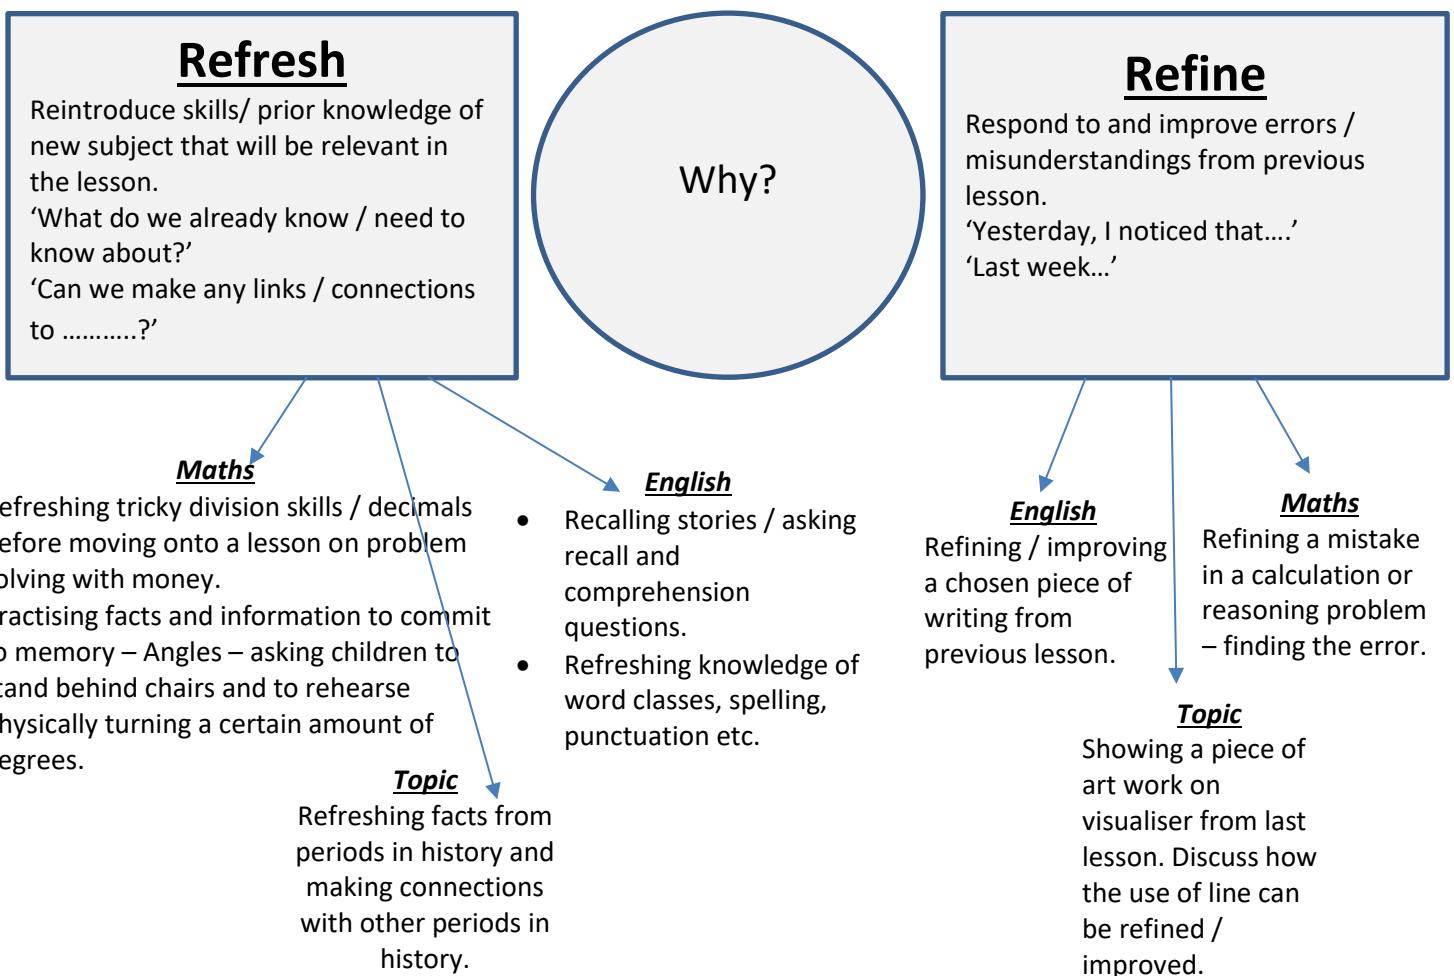 Refresh
Reintroduce skills/ prior knowledge of
new subject that will be relevant in
the lesson.
‘What do we already know / need to
know about?’
‘Can we make any links / connections
to ………..?’
Why?
Refine
Respond to and improve errors /
misunderstandings from previous
lesson.
‘Yesterday, I noticed that….’
‘Last week…’
Maths
efreshing tricky division skills / decimals
efore moving onto a lesson on problem
olving with money.
ractising facts and information to commit
o memory – Angles – asking children to
tand behind chairs and to rehearse
hysically turning a certain amount of
egrees.
Topic
Refreshing facts from
periods in history and
making connections
with other periods in
history.
English
• Recalling stories / asking
recall and
comprehension
questions.
• Refreshing knowledge of
word classes, spelling,
punctuation etc.
English
Refining / improving
a chosen piece of
writing from
previous lesson.
Maths
Refining a mistake
in a calculation or
reasoning problem
– finding the error.
Topic
Showing a piece of
art work on
visualiser from last
lesson. Discuss how
the use of line can
be refined /
improved.